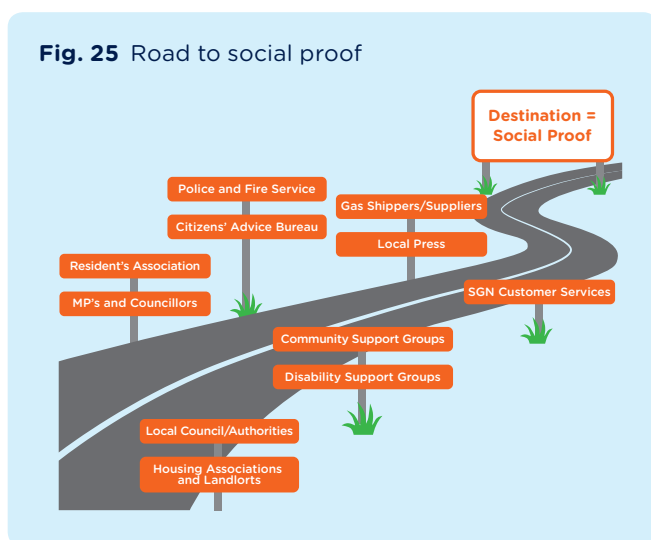 Fig. 25 Road to social proof
Destination =
Social Proof
Police and Fire Service
Citizens' Advice Bureau
Gas Shippers/Suppliers
Local Press
Resident's Association
MP's and Councillors
SGN Customer Services
Community Support Groups
Disability Support Groups
Local Council/Authorities
Housing Associations
and Landlorts